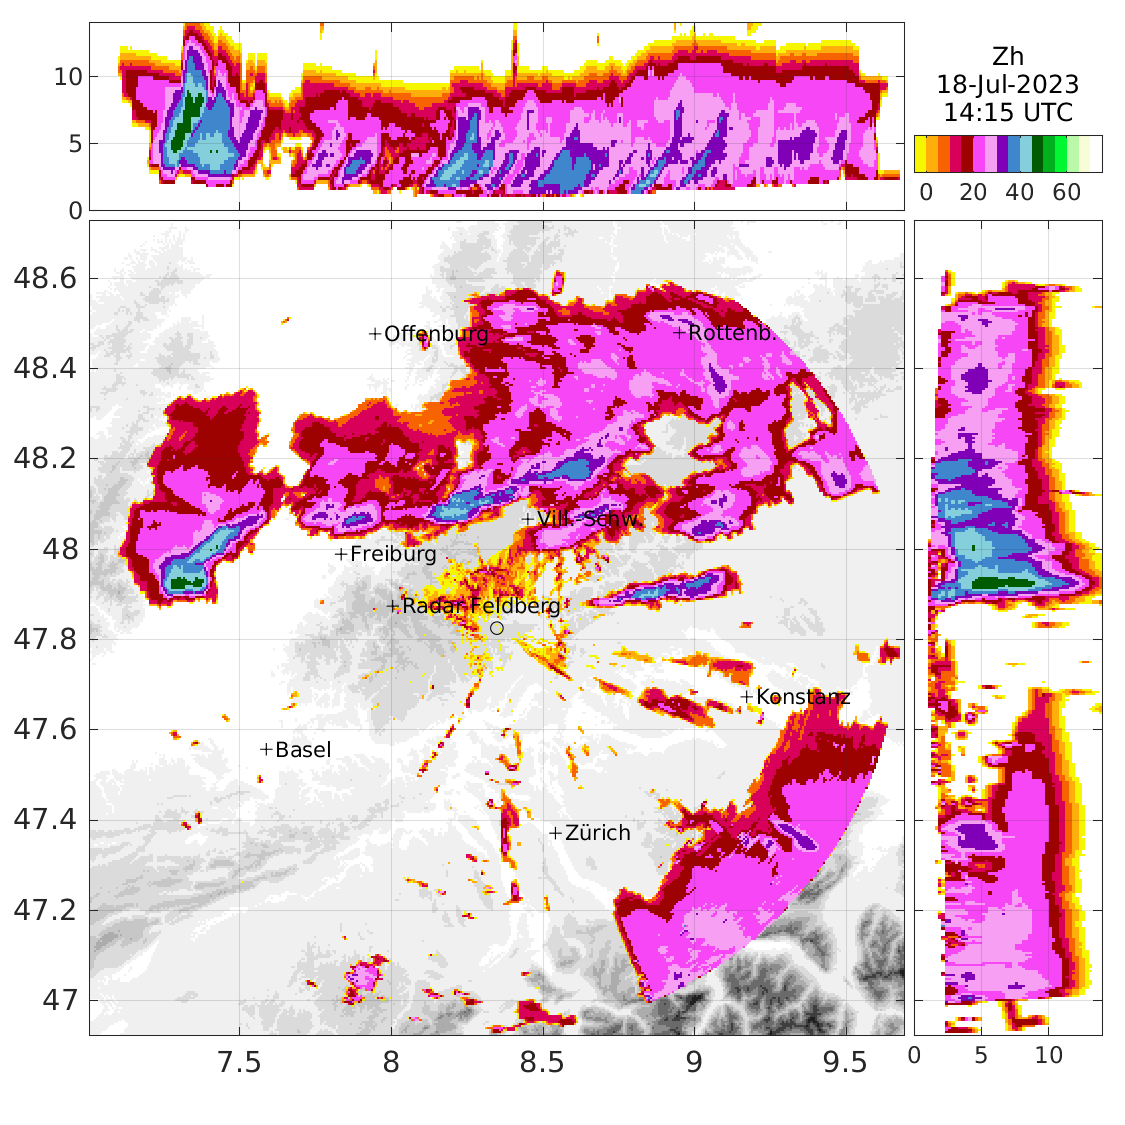 Zh
18-Jul-2023
14:15 UTC
0 20 40 60
10
5
0
48.6
48.4
48.2
48
47.8
47.6
47.4
47.2
47
+Offenburg
+Rottenb.
+Vill.-Schw.
+Freiburg
+Radar Feldberg
+Konstanz
+Basel
+Zürich
7.5 8 8.5 9 9.5
0 5 10